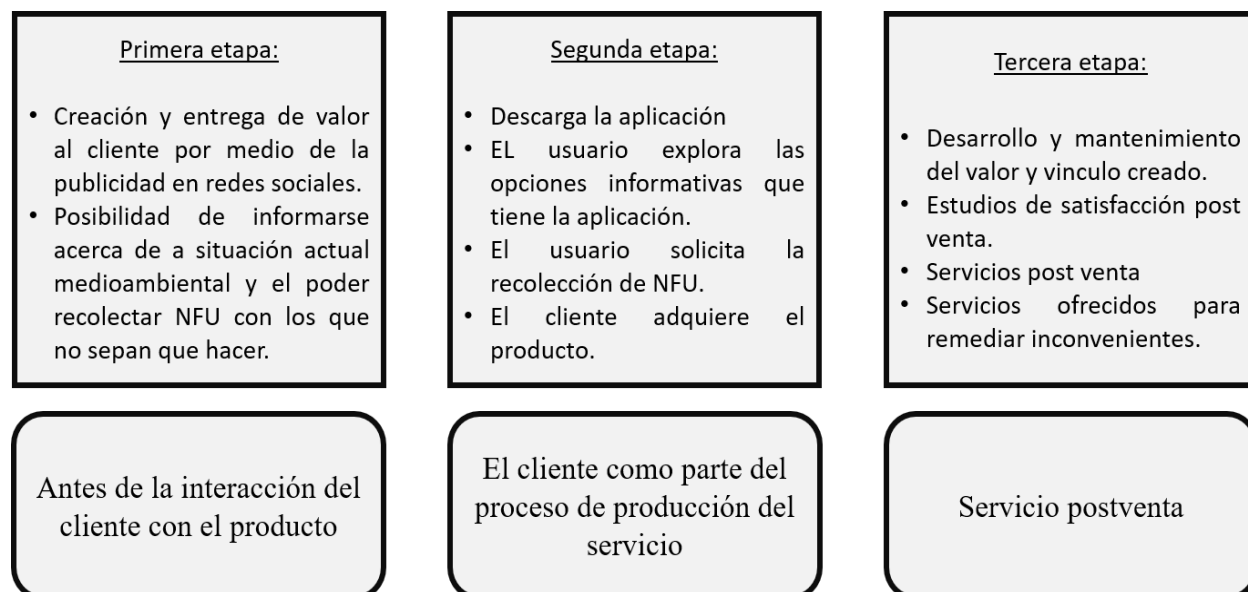 Primera etapa:
• Creación y entrega de valor
al cliente por medio de la
publicidad en redes sociales.
• Posibilidad de informarse
acerca de a situación actual
medioambiental y el poder
recolectar NFU con los que
no sepan que hacer.
Segunda etapa:
• Descarga la aplicación
• EL usuario explora las
opciones informativas que
tiene la aplicación.
• El usuario solicita la
recolección de NFU.
• El cliente adquiere el
producto.
Tercera etapa:
• Desarrollo y mantenimiento
del valor y vinculo creado.
• Estudios de satisfacción post
venta.
• Servicios post venta
• Servicios ofrecidos para
remediar inconvenientes.
Antes de la interacción del
cliente con el producto
El cliente como parte del
proceso de producción del
servicio
Servicio postventa